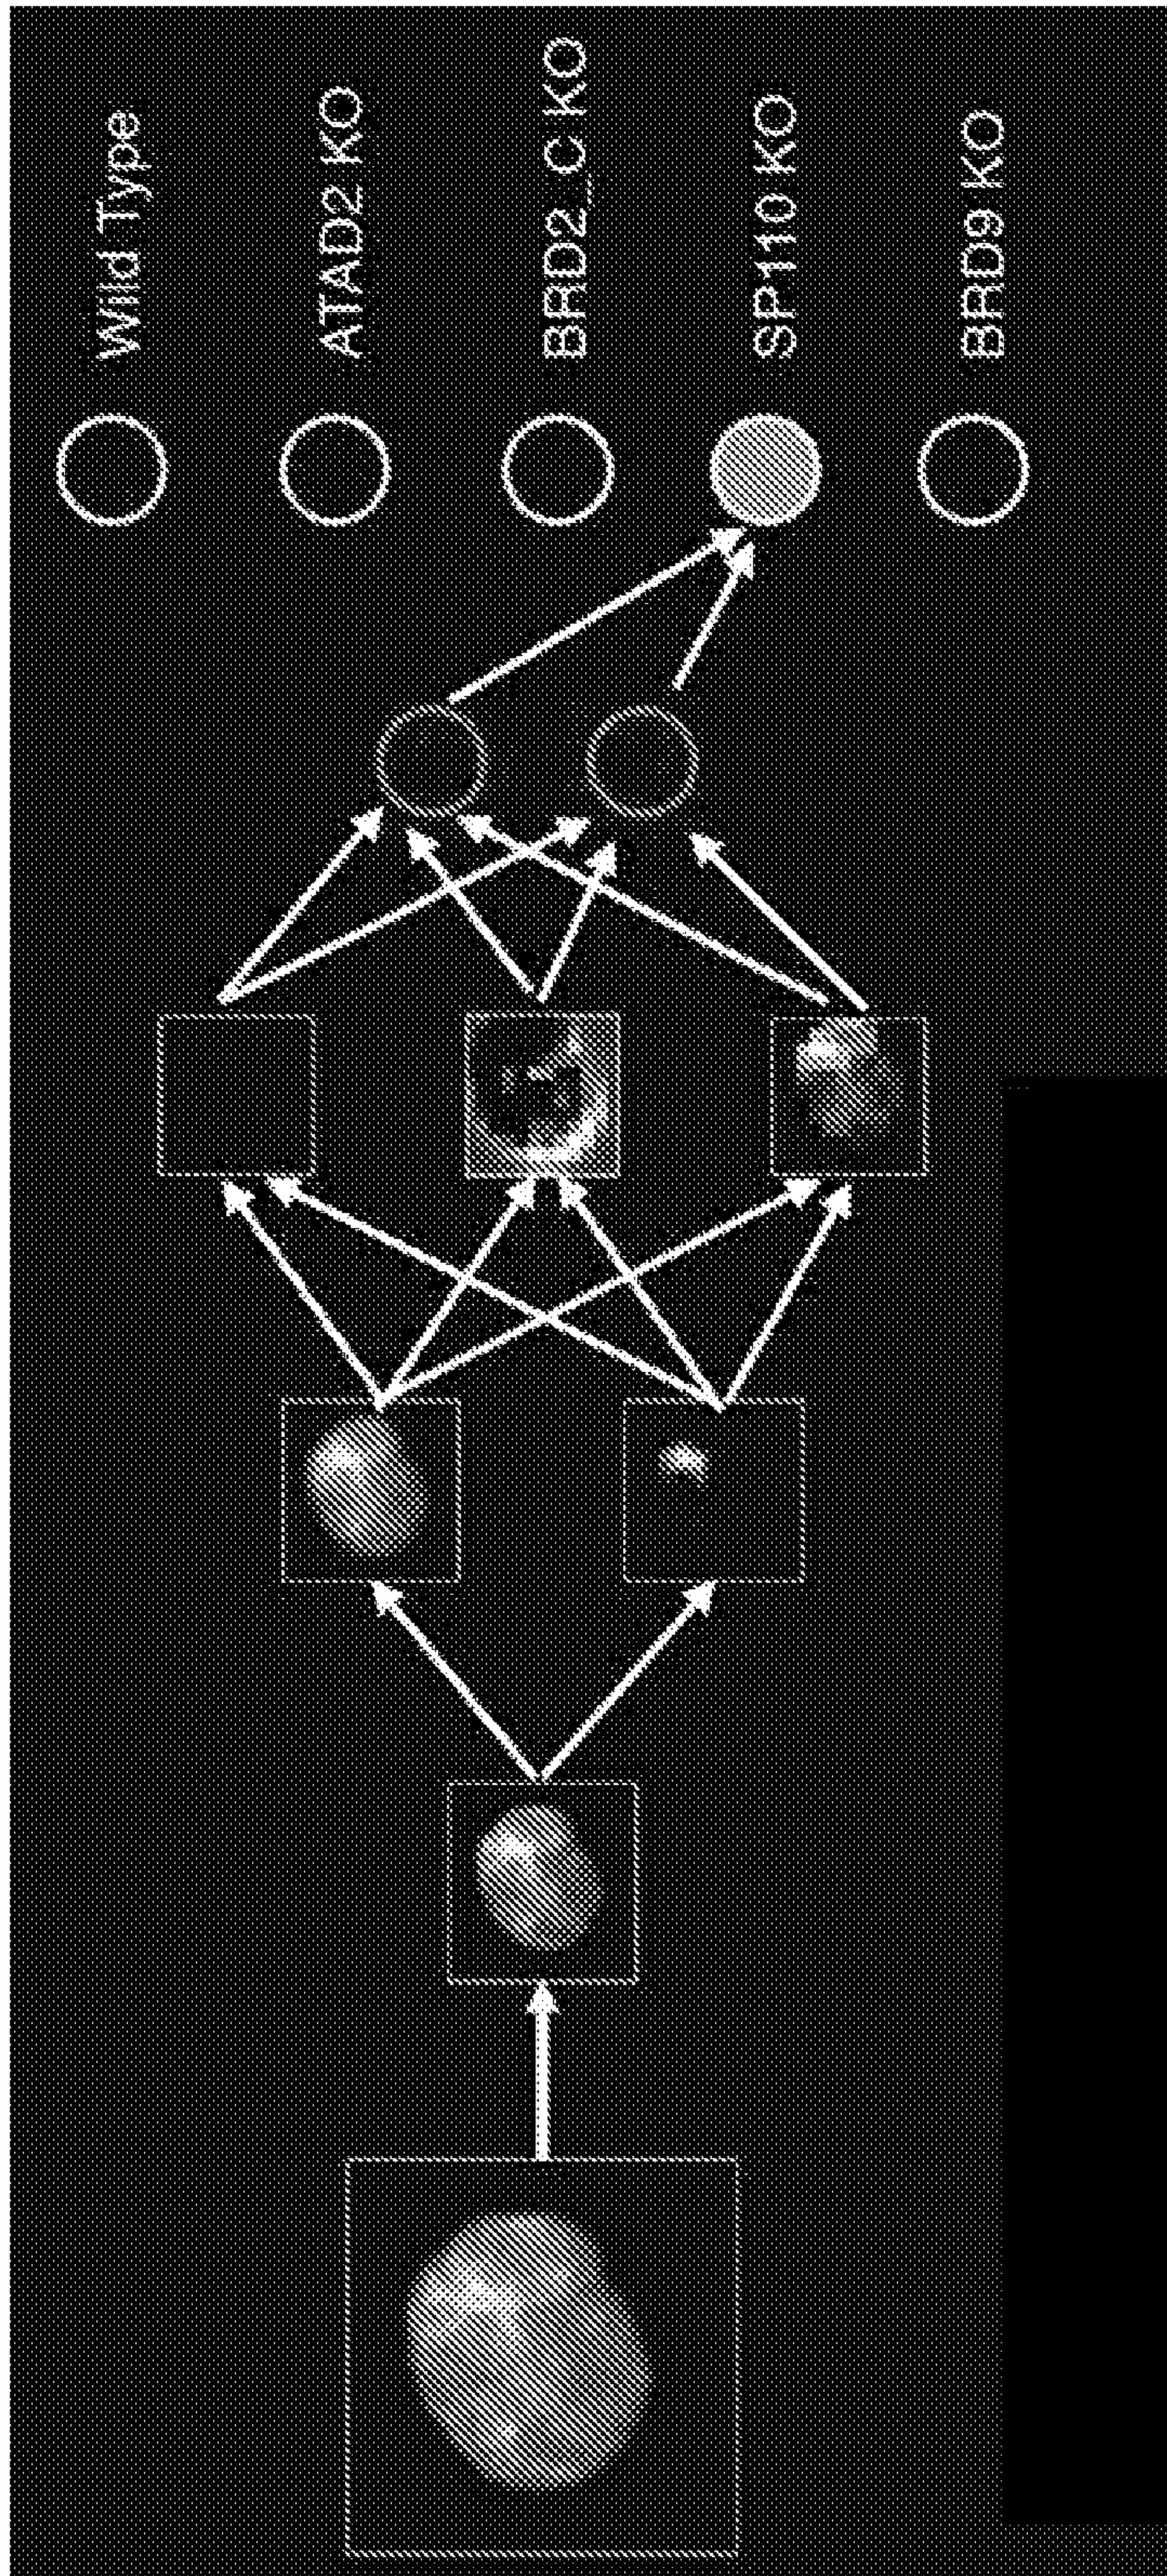 Wild Type
ATAD2 KO
BRD2_C KO
SP110 KO
BRD9 KO